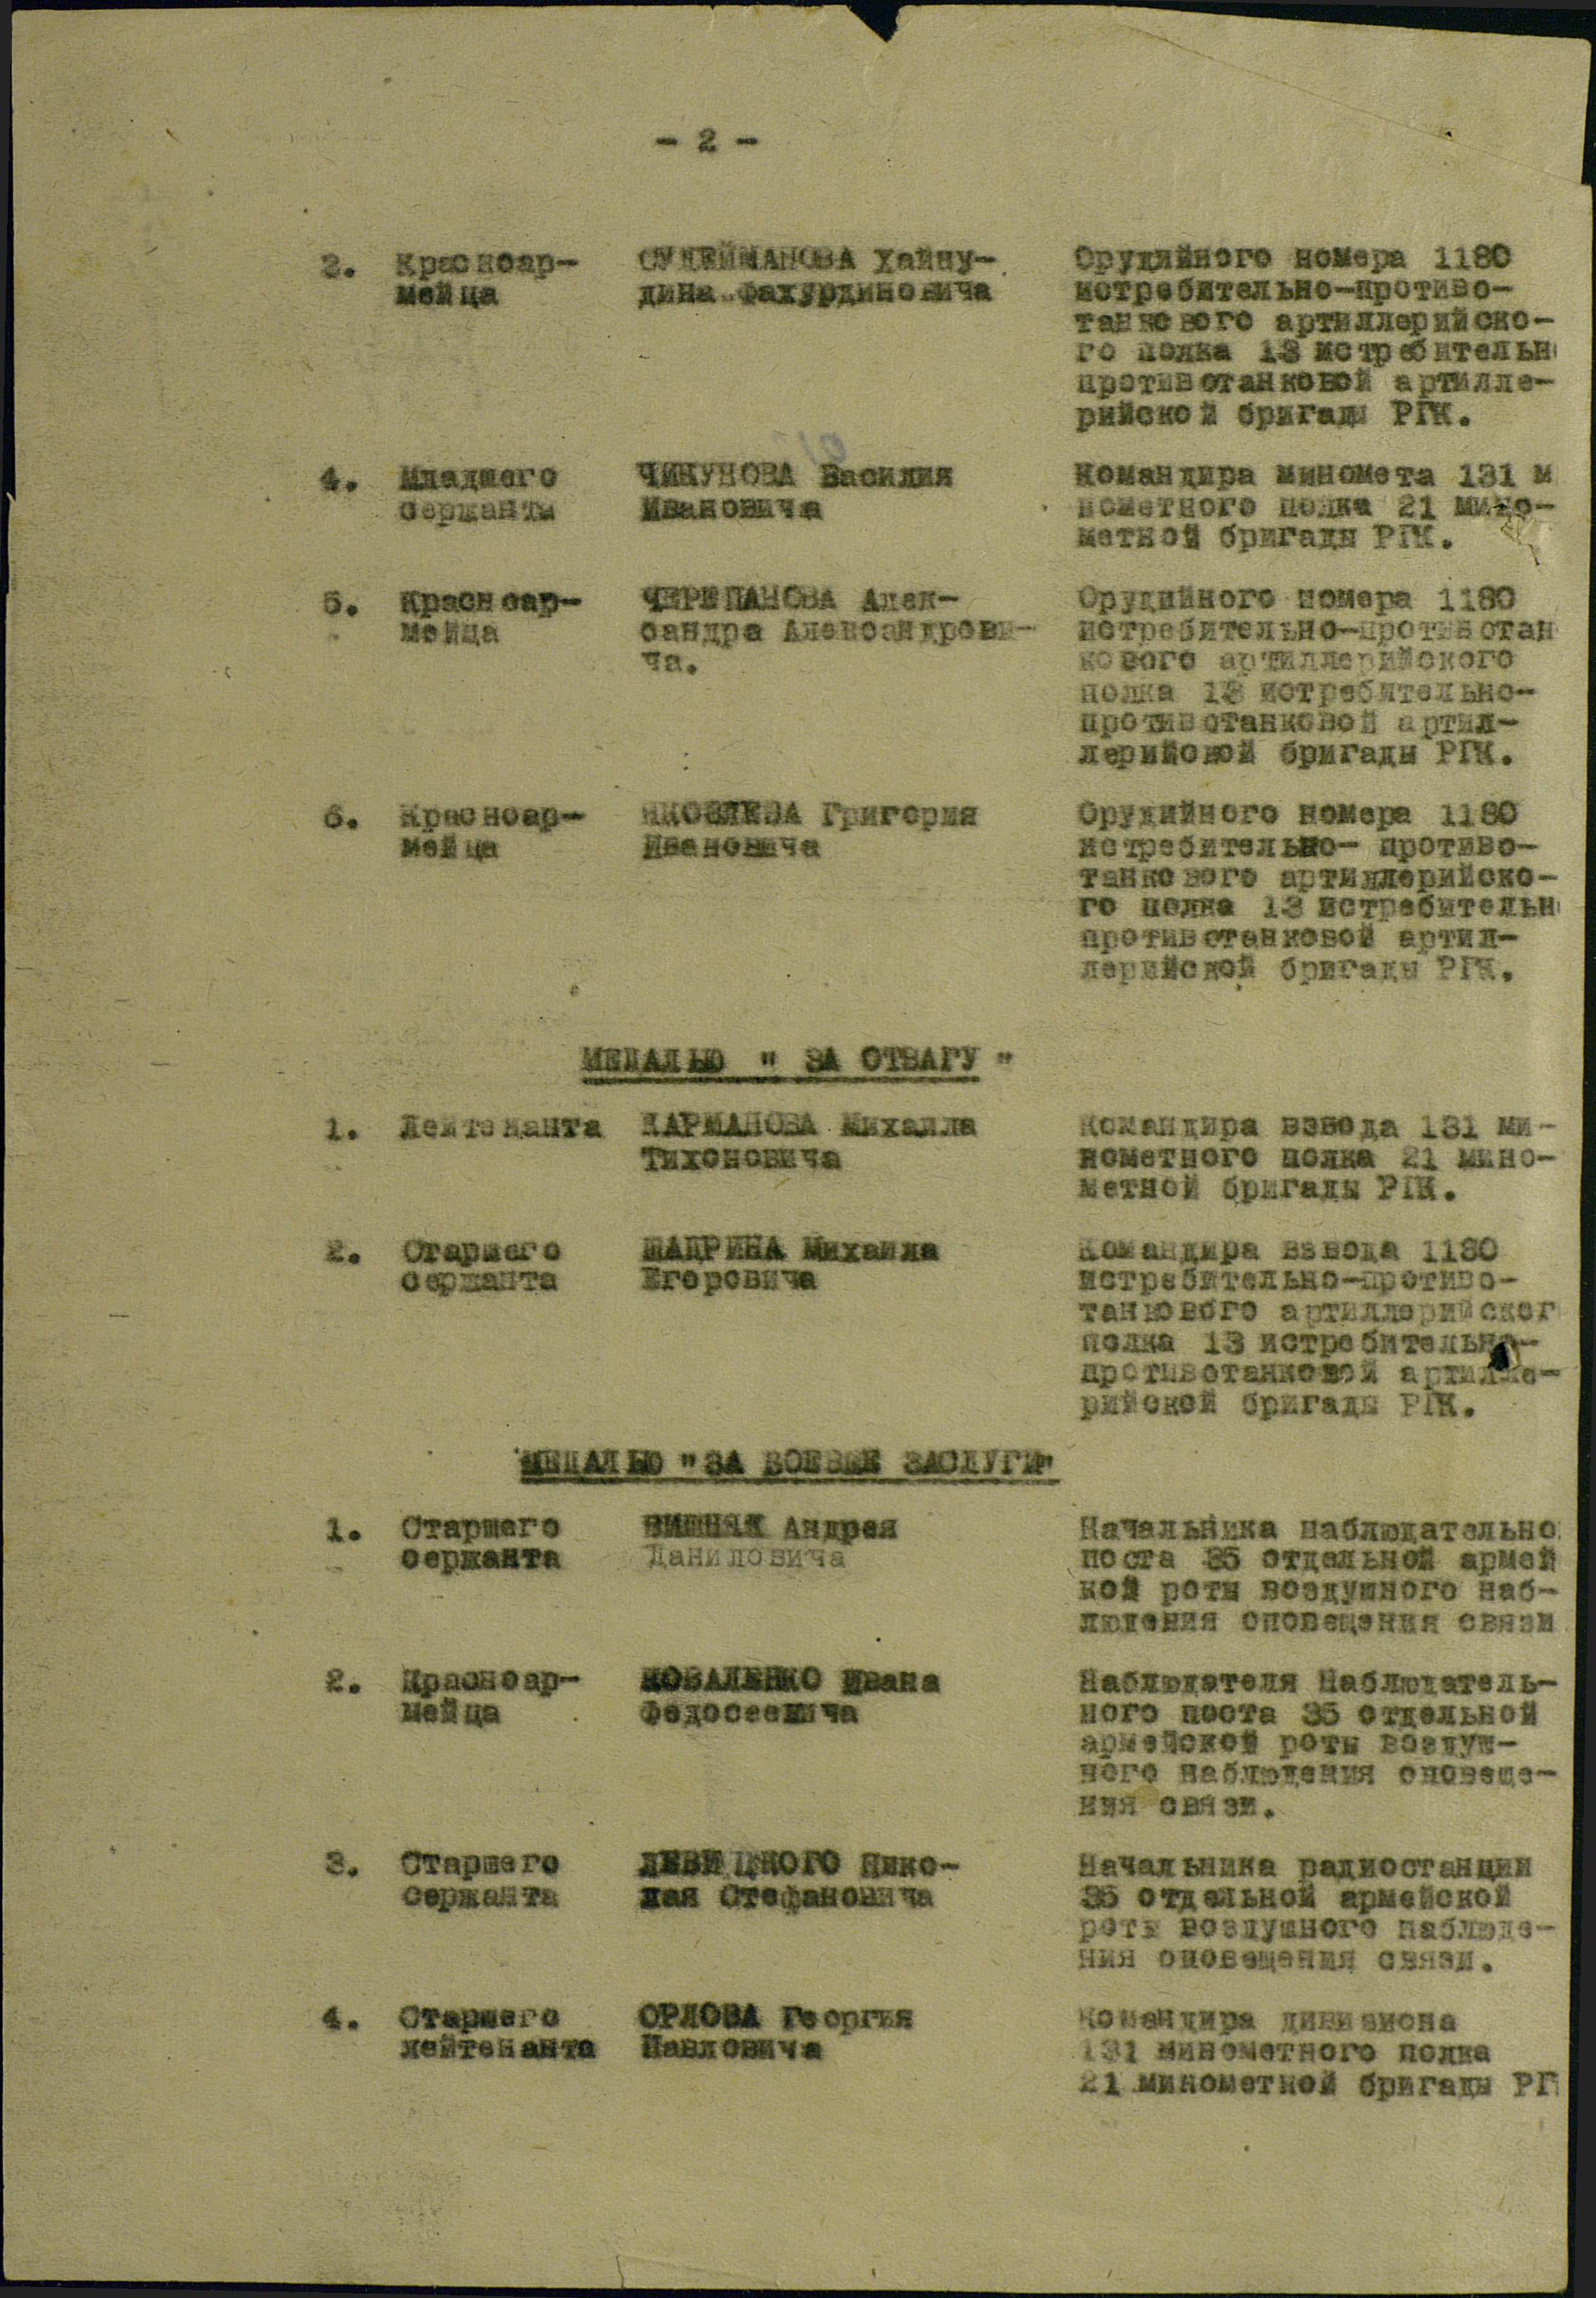 - 2 -
3. Красноар- СУЛЕЙМАНОВА Хайну- Орудийного номера 1180
мейца дина Фахурдиновича истребительно-противо-
танкового артиллерийско-
го полка 13 истребительн
противотанковой артилле-
рийской бригады РГК.
4. Младшего ЧИКУНОВА Василия Командира миномета 131 м
сержанта Ивановича нометного полка 21 мино-
метной бригады РГК.
5. Красноар- ЧЕРЕПАНОВА Алек- Орудийного номера 1180
мейца сандра Александрови- истребительно-противотан
ча. кового артиллерийского
полка 13 истребительно-
противотанковой артил-
лерийской бригады РГК.
6. Красноар- ЯКОВЛЕВА Григория Орудийного номера 1180
мейца Ивановича истребительно- противо-
танкового артиллерийско-
го полка 13 истребительн
противотанковой артил-
лерийской бригады РГК.
МЕДАЛЬЮ " ЗА ОТВАГУ "
1. Лейтенанта КАРМАНОВА Михаила Командира взвода 131 ми-
Тихоновича нометного полка 21 мино-
метной бригады РГК.
2. Старшего ШАДРИНА Михаила Командира взвода 1180
сержанта Егоровича истребительно-противо-
танкового артиллерийског
полка 13 истребительно-
противотанковой артилле-
рийской бригады РГК.
МЕДАЛЬЮ "ЗА БОЕВЫЕ ЗАСЛУГИ"
1. Старшего ВИШНЯК Андрея Начальника наблюдательно
сержанта Даниловича поста 35 отдельной армей
кой роты воздушного наб-
людения оповещения связи
2. Красноар- КОВАЛЕНКО Ивана Наблюдателя Наблюдатель-
мейца Федосеевича ного поста 35 отдельной
армейской роты воздуш-
ного наблюдения оповеще-
ния связи.
3. Старшего ЛЕВИЦКОГО Нико- Начальника радиостанции
сержанта лая Стефановича 35 отдельной армейской
роты воздушного наблюде-
ния оповещения связи.
4. Старшего ОРЛОВА Георгия Командира дивизиона
лейтенанта Павловича 131 минометного полка
21 минометной бригады РГ